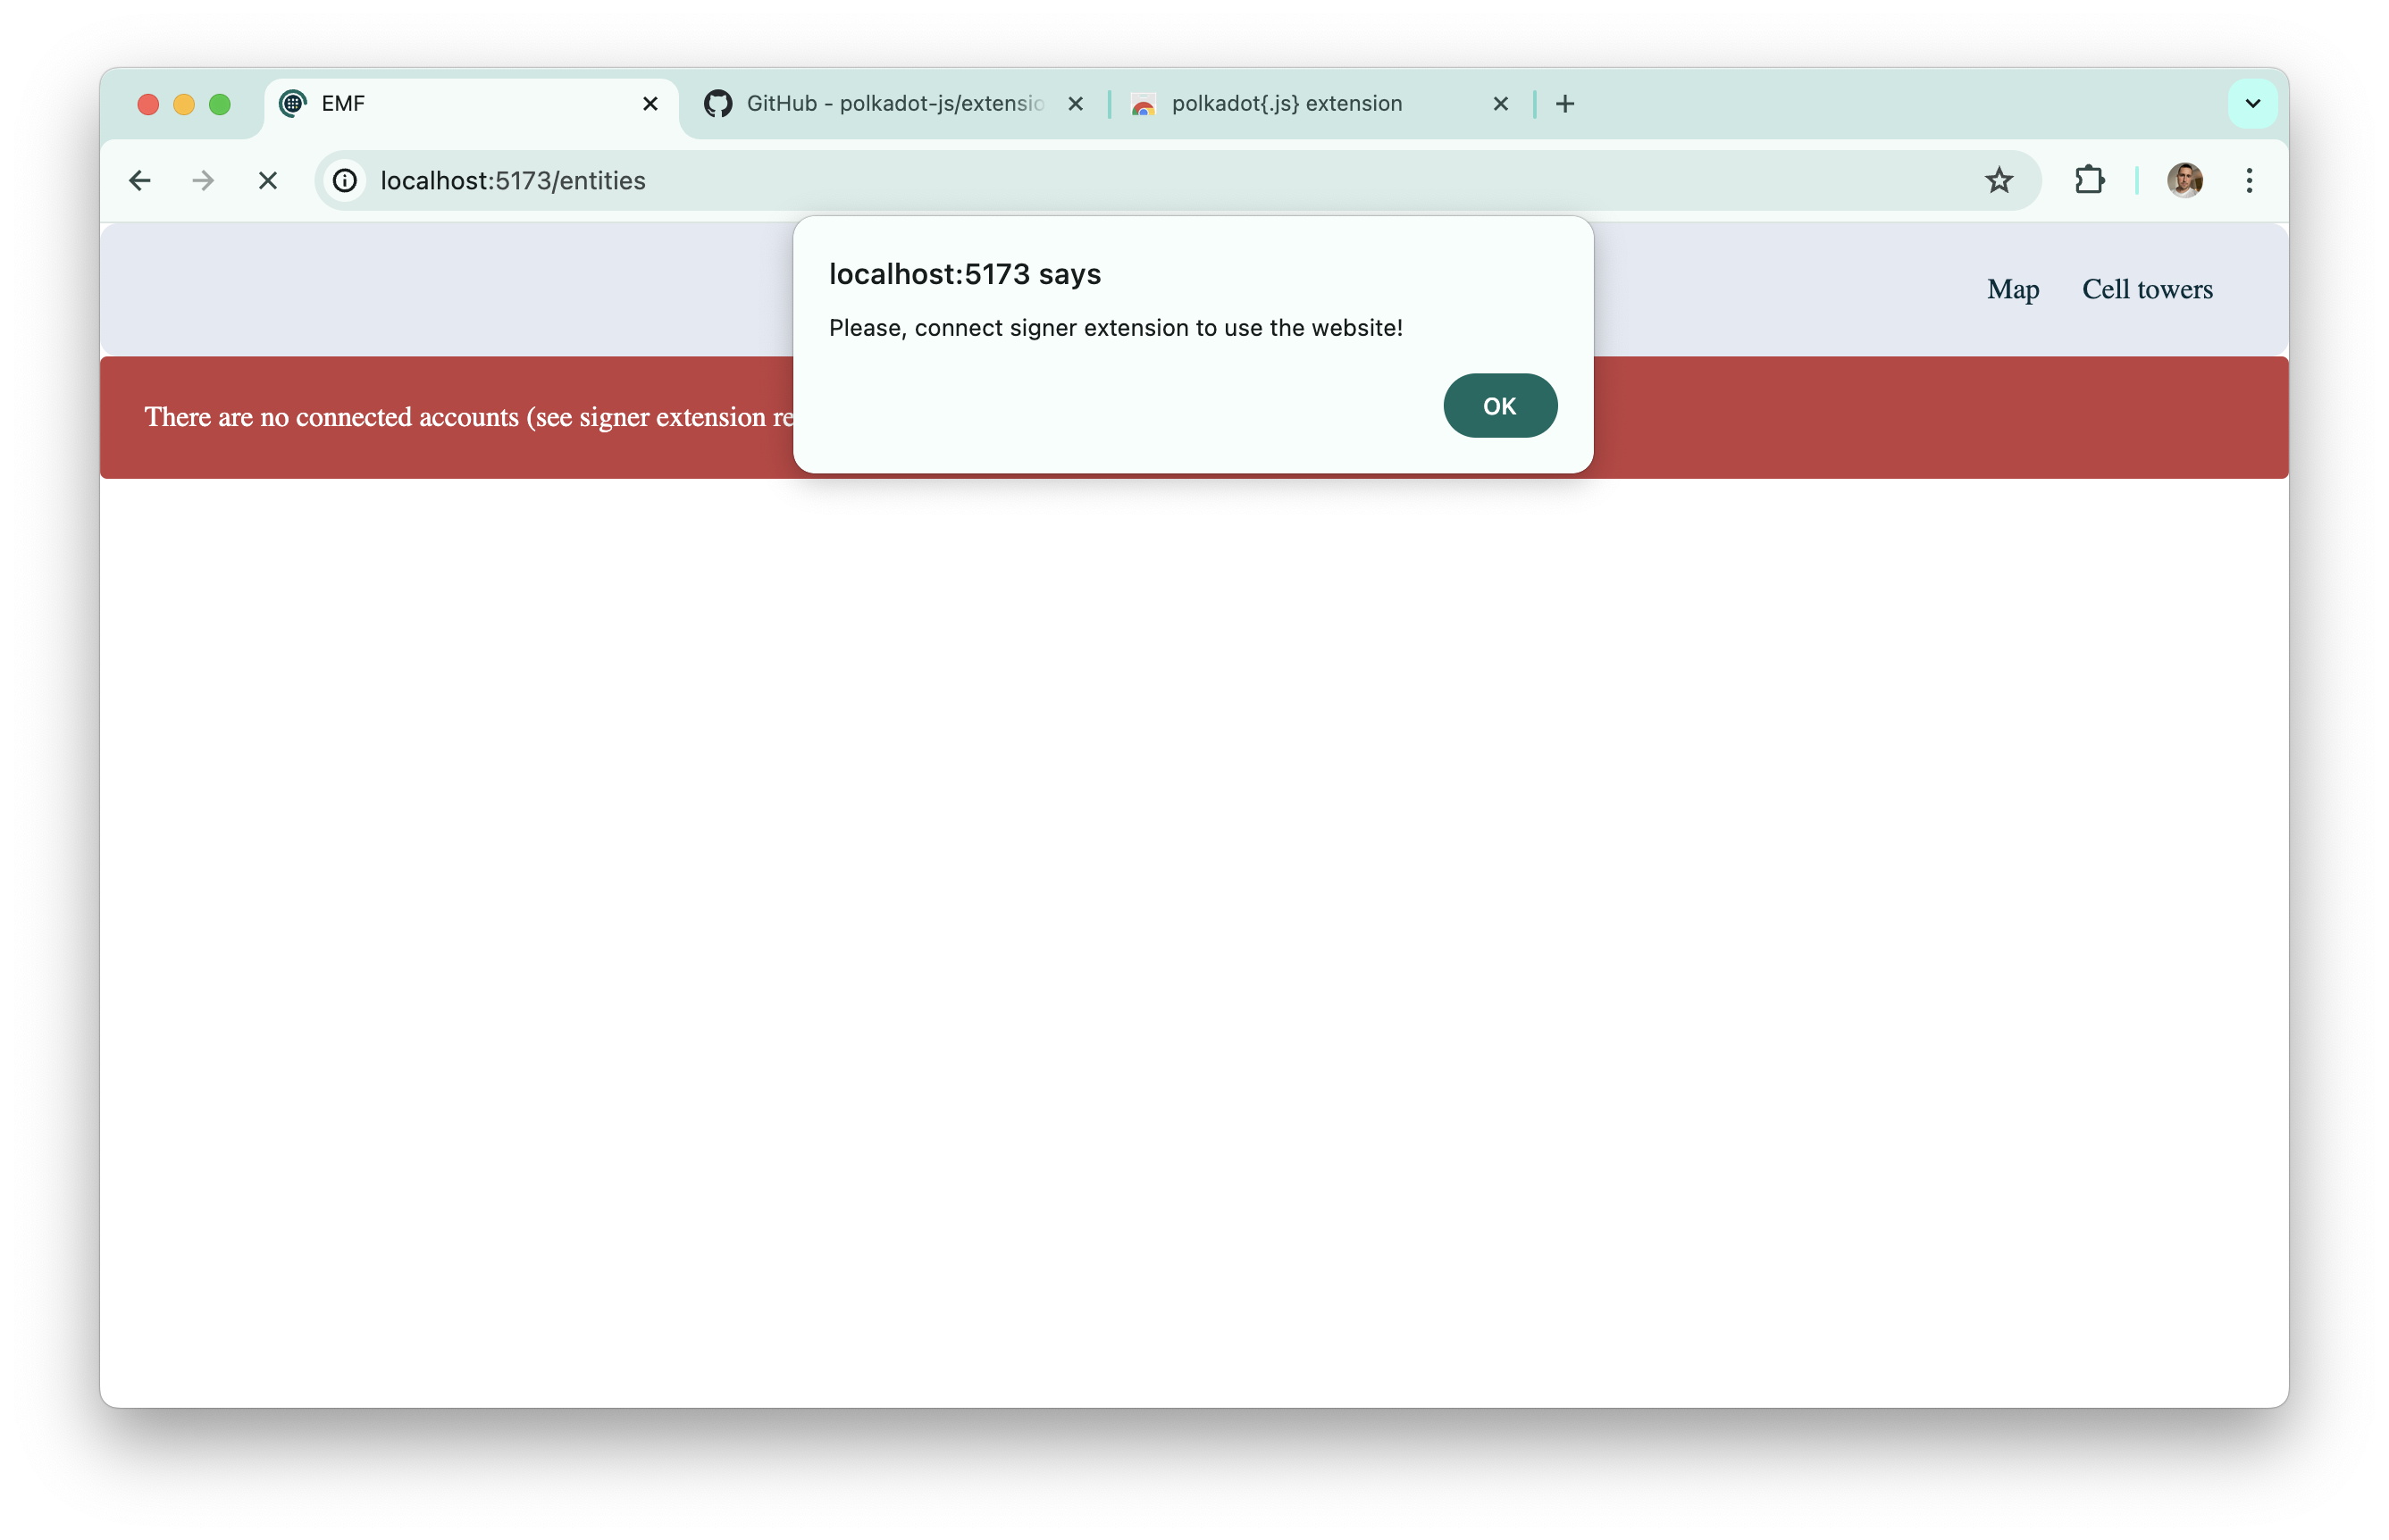 EMF
GitHub - polkadot-js/extensio
polkadot{.js} extension
localhost:5173/entities
localhost:5173 says
Please, connect signer extension to use the website!
OK
Map
Cell towers
There are no connected accounts (see signer extension re